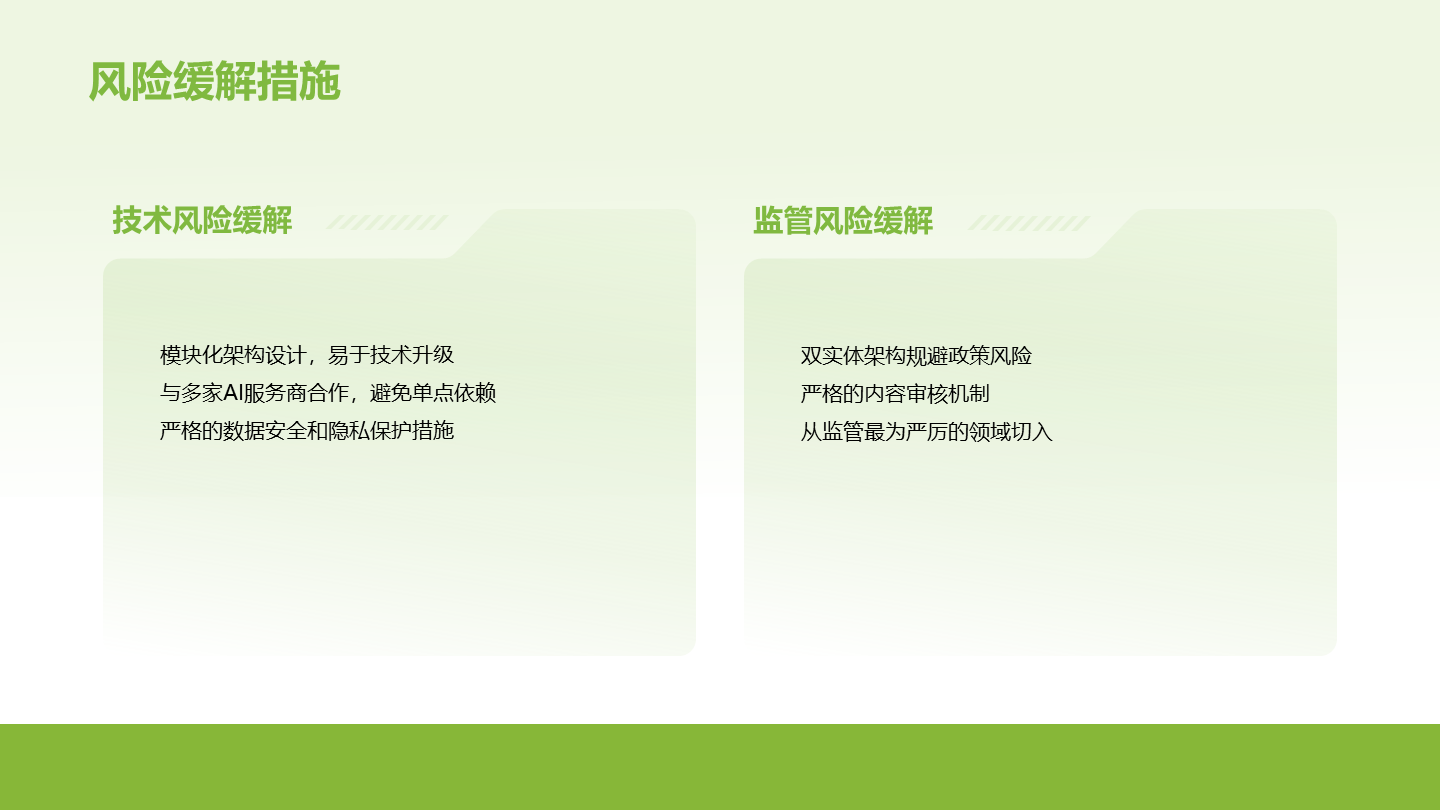 风险缓解措施
技术风险缓解
模块化架构设计，易于技术升级
与多家AI服务商合作，避免单点依赖
严格的数据安全和隐私保护措施
监管风险缓解
双实体架构规避政策风险
严格的内容审核机制
从监管最为严厉的领域切入